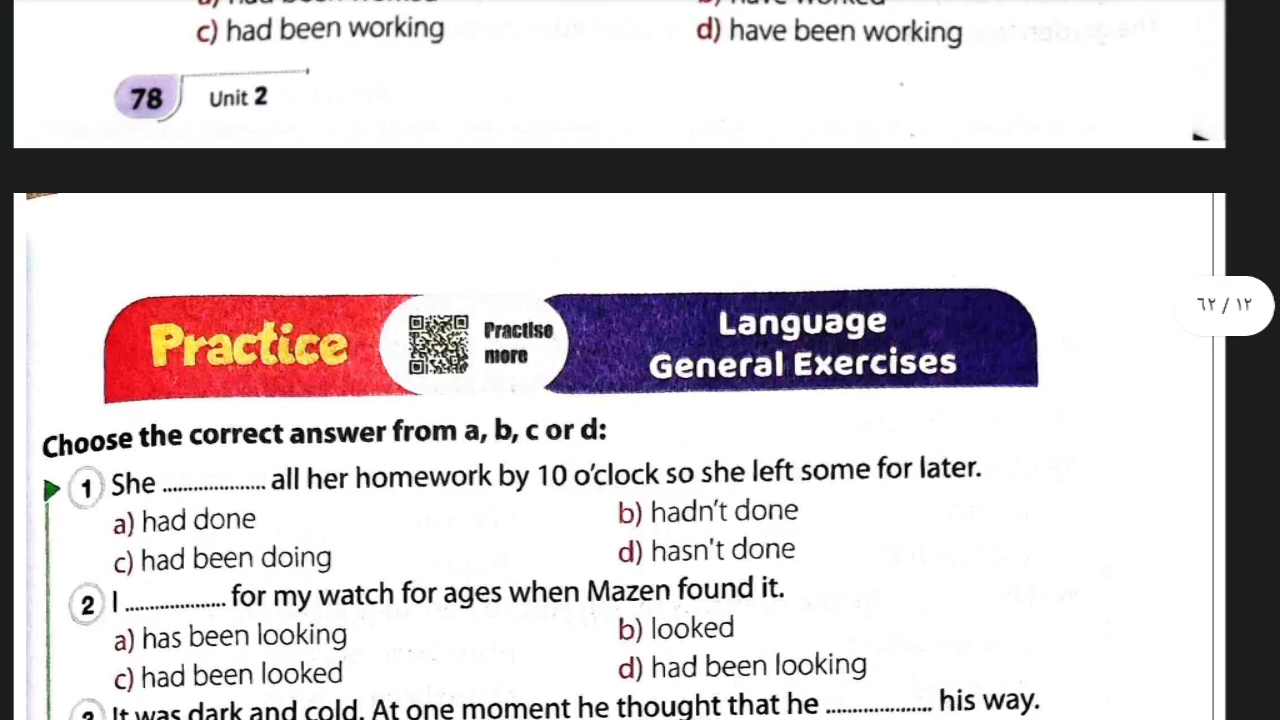 c) had been working
d) have been working
78 Unit 2
١٢ / ٦٢
Practice
Practise more
Language
General Exercises
Choose the correct answer from a, b, c or d:
1 She .................... all her homework by 10 o'clock so she left some for later.
a) had done
b) hadn't done
c) had been doing
d) hasn't done
2 I .................... for my watch for ages when Mazen found it.
a) has been looking
b) looked
c) had been looked
d) had been looking
It was dark and cold. At one moment he thought that he .................... his way.